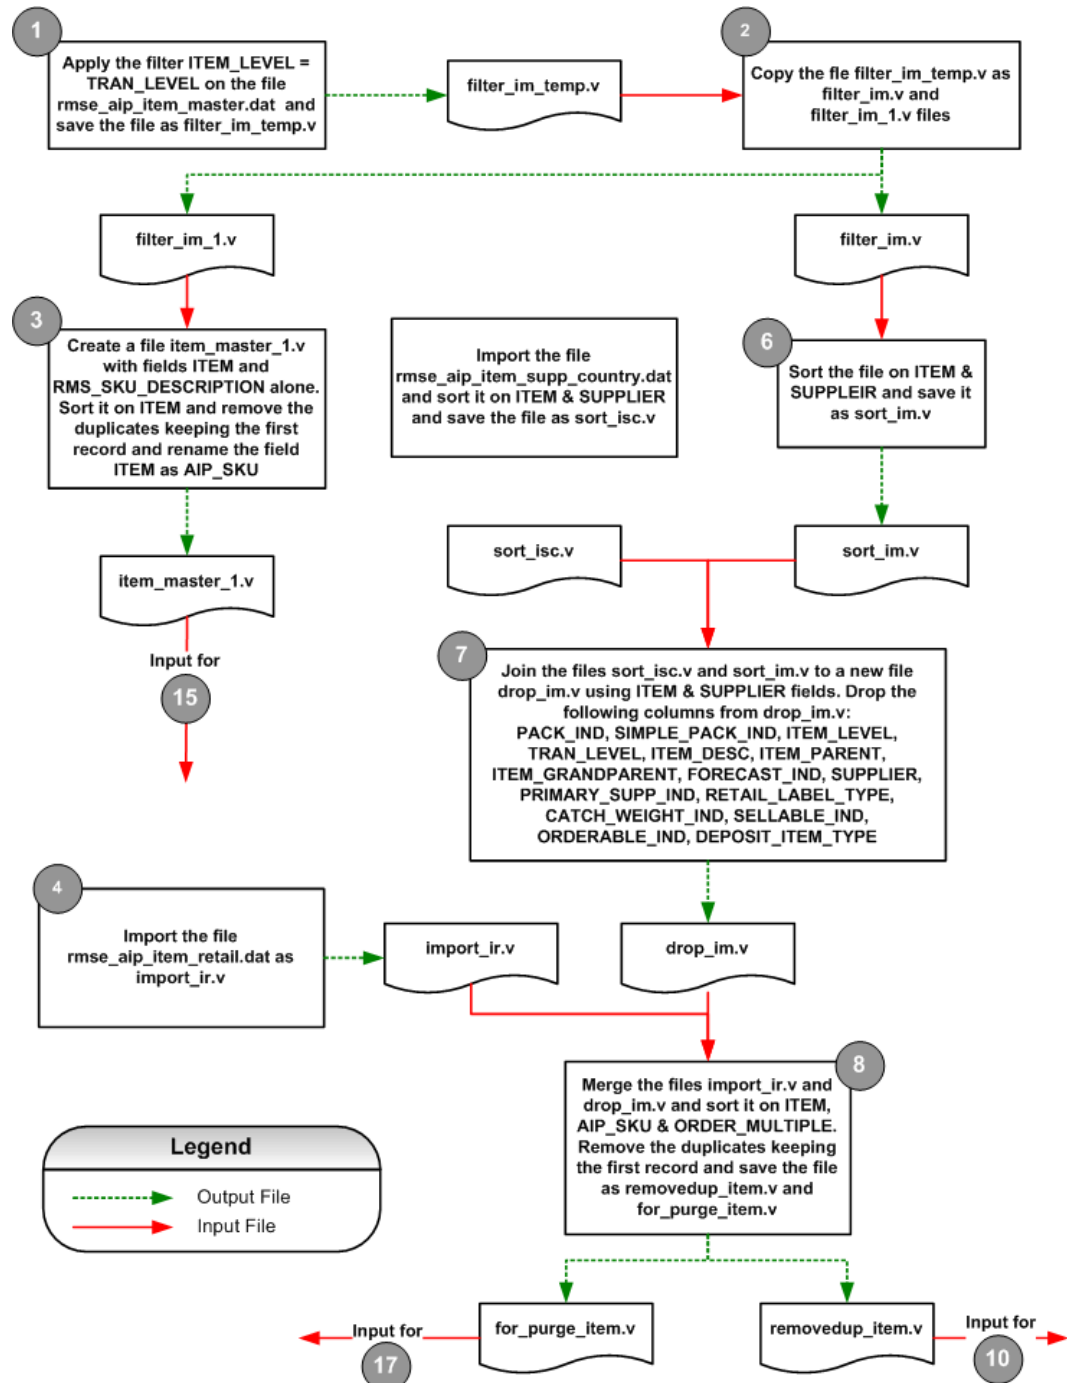 1
Apply the filter ITEM_LEVEL =
TRAN_LEVEL on the file
rmse_aip_item_master.dat and
save the file as filter_im_temp.v
filter_im_temp.v
2
Copy the fle filter_im_temp.v as
filter_im.v and
filter_im_1.v files
filter_im_1.v
filter_im.v
3
Create a file item_master_1.v
with fields ITEM and
RMS_SKU_DESCRIPTION alone.
Sort it on ITEM and remove the
duplicates keeping the first
record and rename the field
ITEM as AIP_SKU
Import the file
rmse_aip_item_supp_country.dat
and sort it on ITEM & SUPPLIER
and save the file as sort_isc.v
6
Sort the file on ITEM &
SUPPLEIR and save it
as sort_im.v
item_master_1.v
sort_isc.v
sort_im.v
Input for
15
7
Join the files sort_isc.v and sort_im.v to a new file
drop_im.v using ITEM & SUPPLIER fields. Drop the
following columns from drop_im.v:
PACK_IND, SIMPLE_PACK_IND, ITEM_LEVEL,
TRAN_LEVEL, ITEM_DESC, ITEM_PARENT,
ITEM_GRANDPARENT, FORECAST_IND, SUPPLIER,
PRIMARY_SUPP_IND, RETAIL_LABEL_TYPE,
CATCH_WEIGHT_IND, SELLABLE_IND,
ORDERABLE_IND, DEPOSIT_ITEM_TYPE
4
Import the file
rmse_aip_item_retail.dat as
import_ir.v
import_ir.v
drop_im.v
8
Merge the files import_ir.v and
drop_im.v and sort it on ITEM,
AIP_SKU & ORDER_MULTIPLE.
Remove the duplicates keeping
the first record and save the file
as removedup_item.v and
for_purge_item.v
Legend
Output File
Input File
Input for
17
for_purge_item.v
removedup_item.v
Input for
10